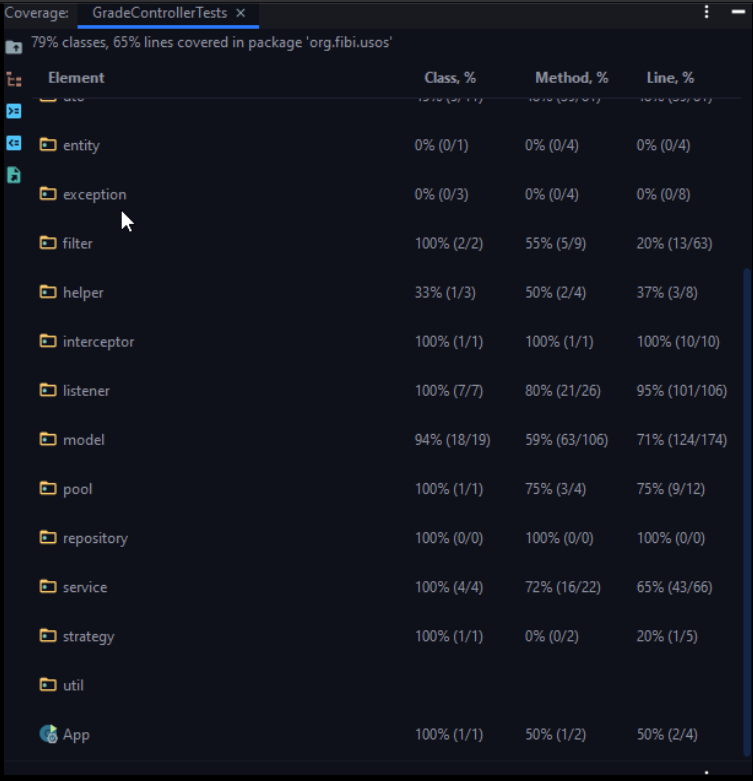 Coverage: GradeControllerTests ×
79% classes, 65% lines covered in package 'org.fibi.usos'
Element Class, % Method, % Line, %
entity 0% (0/1) 0% (0/4) 0% (0/4)
exception 0% (0/3) 0% (0/4) 0% (0/8)
filter 100% (2/2) 55% (5/9) 20% (13/63)
helper 33% (1/3) 50% (2/4) 37% (3/8)
interceptor 100% (1/1) 100% (1/1) 100% (10/10)
listener 100% (7/7) 80% (21/26) 95% (101/106)
model 94% (18/19) 59% (63/106) 71% (124/174)
pool 100% (1/1) 75% (3/4) 75% (9/12)
repository 100% (0/0) 100% (0/0) 100% (0/0)
service 100% (4/4) 72% (16/22) 65% (43/66)
strategy 100% (1/1) 0% (0/2) 20% (1/5)
util
App 100% (1/1) 50% (1/2) 50% (2/4)